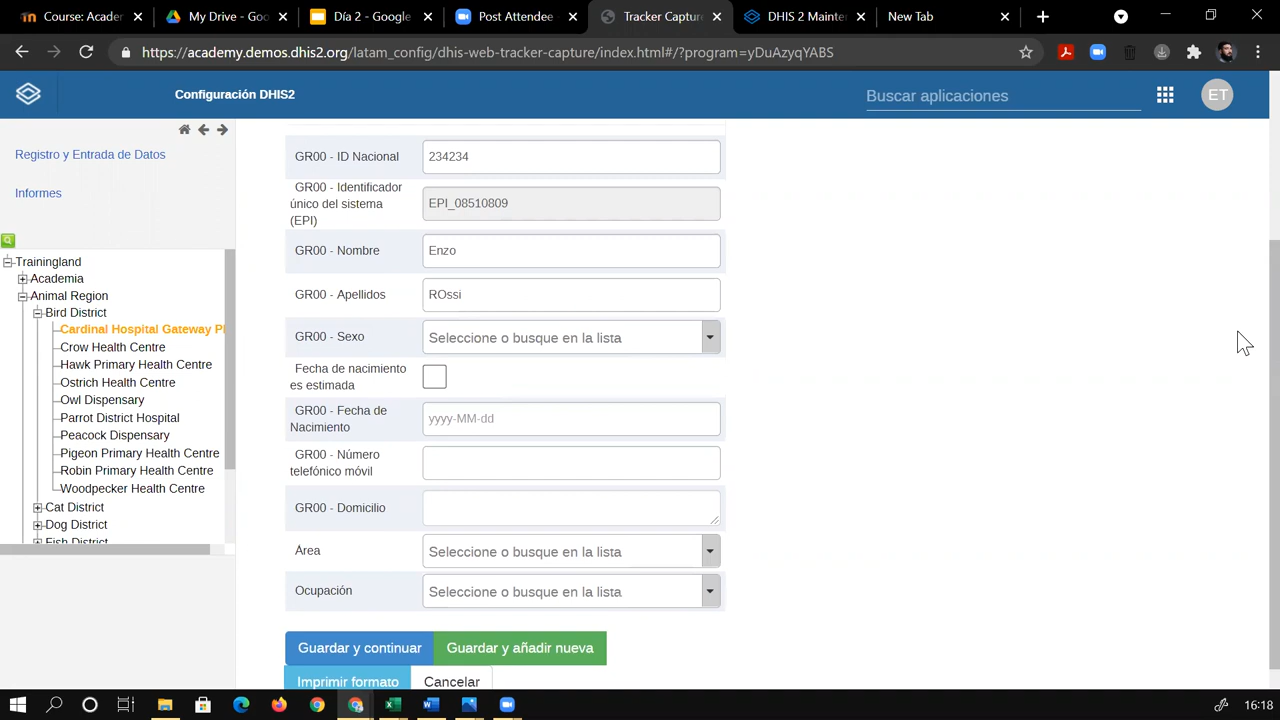 Course: Acader
My Drive - Goo
Día 2 - Google
Post Attendee
Tracker Capture
DHIS 2 Mainter
New Tab
https://academy.demos.dhis2.org/latam_config/dhis-web-tracker-capture/index.html#/?program=yDuAzyqYABS
Configuración DHIS2
Buscar aplicaciones
ET
Registro y Entrada de Datos
Informes
Trainingland
Academia
Animal Region
Bird District
Cardinal Hospital Gateway P
Crow Health Centre
Hawk Primary Health Centre
Ostrich Health Centre
Owl Dispensary
Parrot District Hospital
Peacock Dispensary
Pigeon Primary Health Centre
Robin Primary Health Centre
Woodpecker Health Centre
Cat District
Dog District
Fish District
GR00 - ID Nacional
234234
GR00 - Identificador
único del sistema
(EPI)
EPI_08510809
GR00 - Nombre
Enzo
GR00 - Apellidos
ROssi
GR00 - Sexo
Seleccione o busque en la lista
Fecha de nacimiento
es estimada
GR00 - Fecha de
Nacimiento
yyyy-MM-dd
GR00 - Número
telefónico móvil
GR00 - Domicilio
Área
Seleccione o busque en la lista
Ocupación
Seleccione o busque en la lista
Guardar y continuar
Guardar y añadir nueva
Imprimir formato
Cancelar
16:18